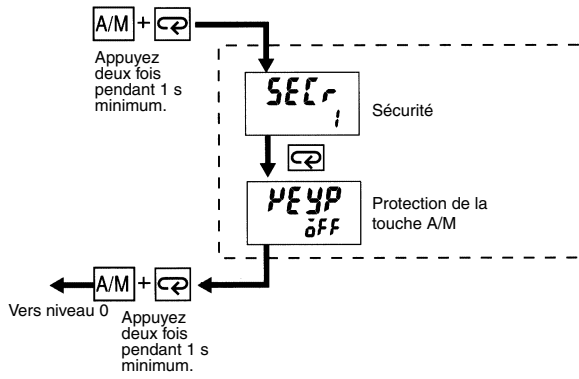 A/M +
Appuyez
deux fois
pendant 1 s
minimum.
SECr
1
Sécurité
KEYP
oFF
Protection de la
touche A/M
A/M +
Vers niveau 0
Appuyez
deux fois
pendant 1 s
minimum.